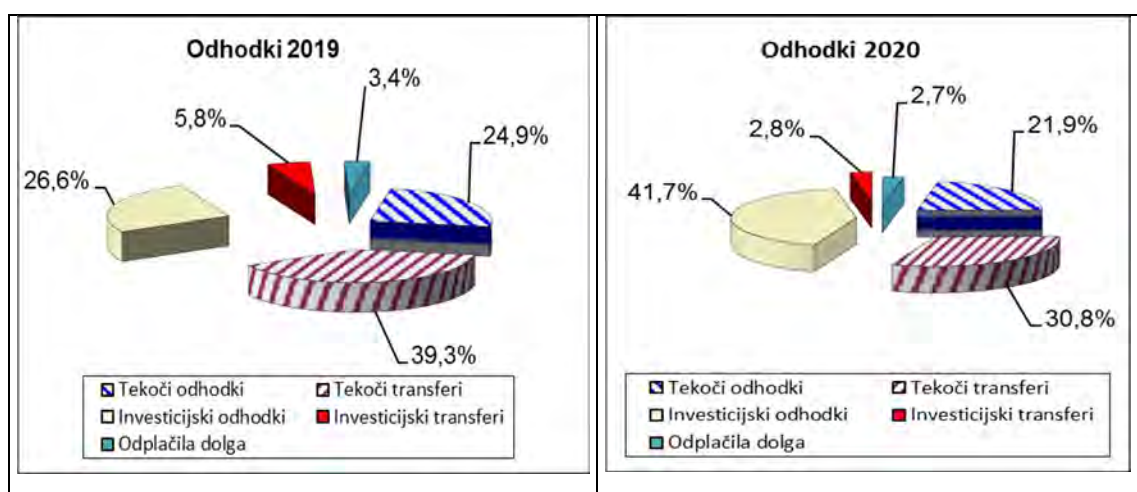 Odhodki 2019
3,4%
5,8%
24,9%
26,6%
39,3%
Tekoči odhodki Tekoči transferi
Investicijski odhodki Investicijski transferi
Odplačila dolga
Odhodki 2020
2,7%
2,8%
21,9%
41,7%
30,8%
Tekoči odhodki Tekoči transferi
Investicijski odhodki Investicijski transferi
Odplačila dolga